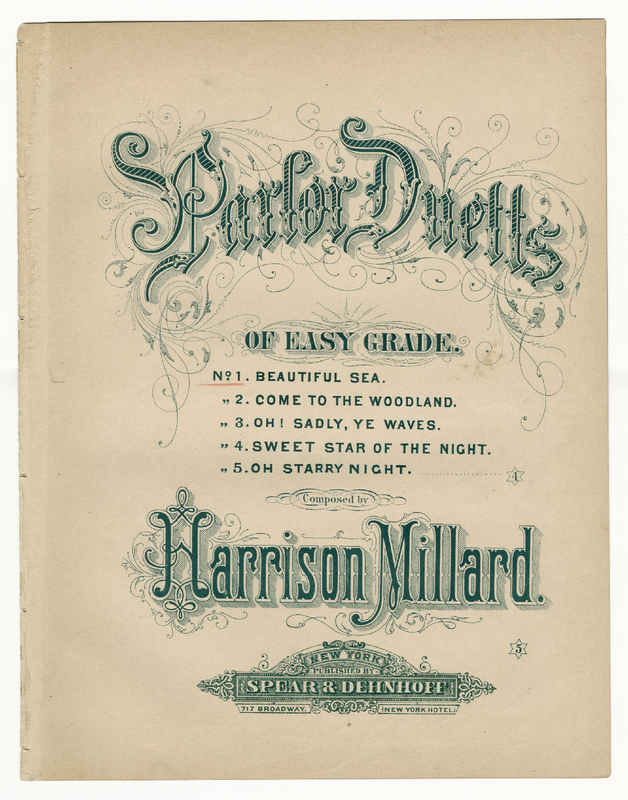 Parlor Duetts.
OF EASY GRADE.
Nº 1. BEAUTIFUL SEA.
„ 2. COME TO THE WOODLAND.
„ 3. OH! SADLY, YE WAVES.
„ 4. SWEET STAR OF THE NIGHT.
„ 5. OH STARRY NIGHT. 4
Composed by
Harrison Millard.
5
NEW YORK
PUBLISHED BY
SPEAR & DEHNHOFF
717 BROADWAY. (NEW YORK HOTEL)